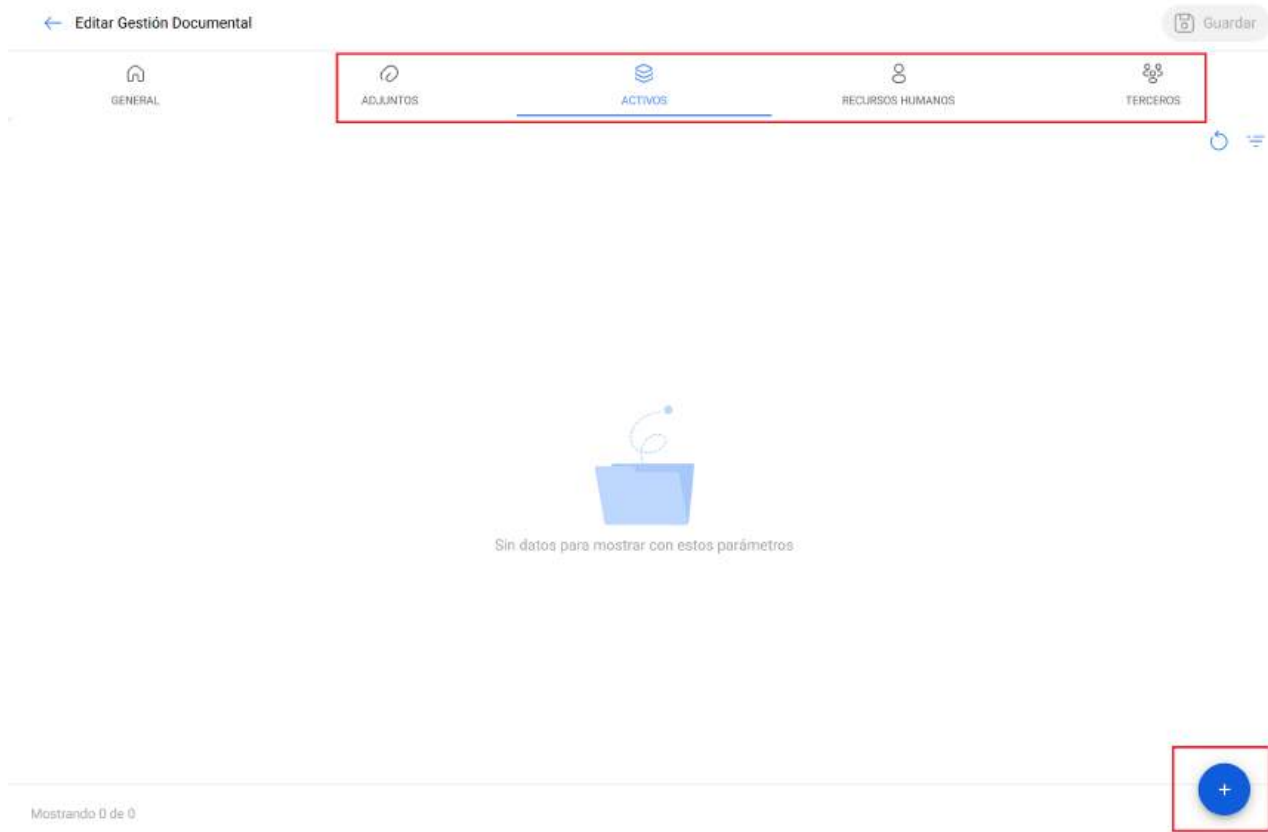 Editar Gestión Documental
Guardar
GENERAL
ADJUNTOS
ACTIVOS
RECURSOS HUMANOS
TERCEROS
Sin datos para mostrar con estos parámetros
Mostrando 0 de 0